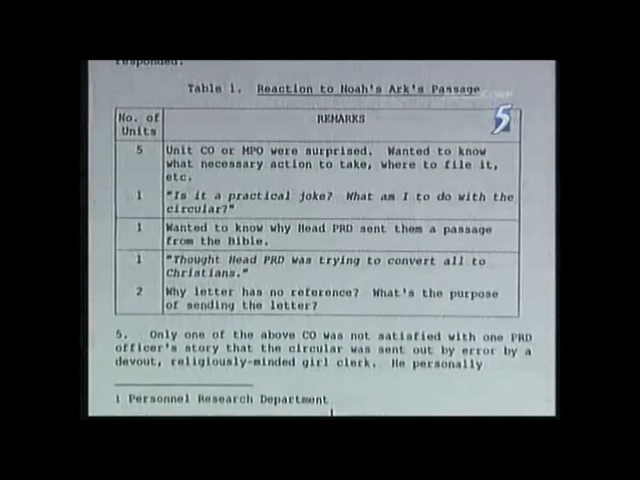 responded.
Table 1. Reaction to Noah's Ark's Passage
No. of Units
REMARKS
5
5 Unit CO or MPO were surprised. Wanted to know
what necessary action to take, where to file it,
etc.
1 "Is it a practical joke? What am I to do with the
circular?"
1 Wanted to know why Head PRD sent them a passage
from the Bible.
1 "Thought Head PRD was trying to convert all to
Christians."
2 Why letter has no reference? What's the purpose
of sending the letter?
5. Only one of the above CO was not satisfied with one PRD
officer's story that the circular was sent out by error by a
devout, religiously-minded girl clerk. He personally
1 Personnel Research Department